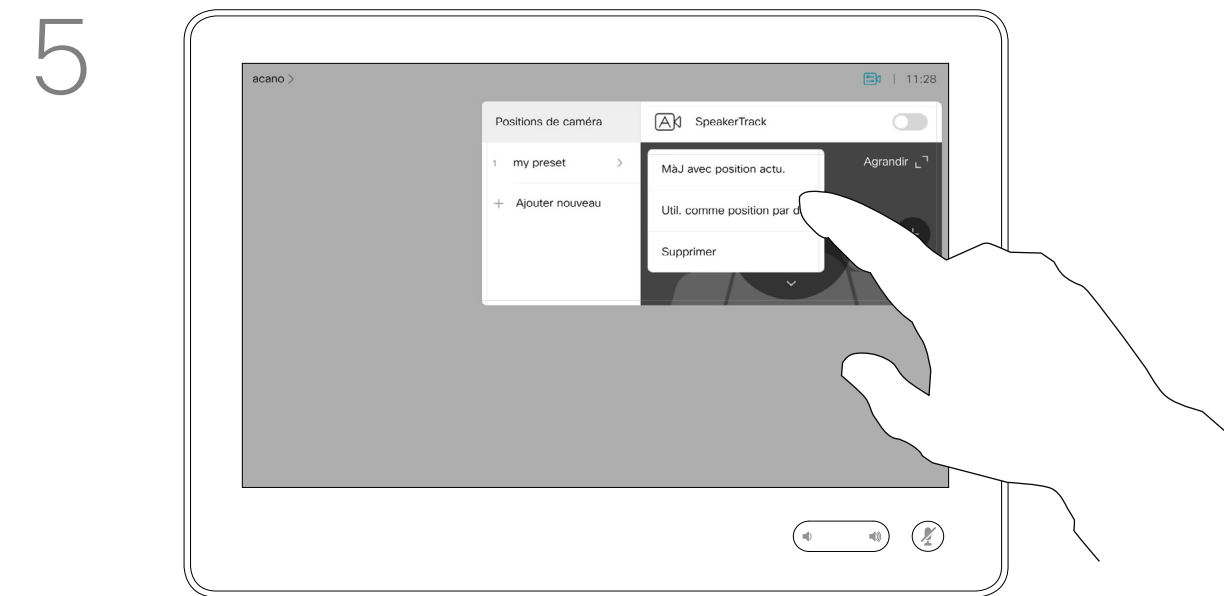 5
acano >
11:28
Positions de caméra
SpeakerTrack
1 my preset >
+ Ajouter nouveau
Agrandir
MàJ avec position actu.
Util. comme position par
Supprimer